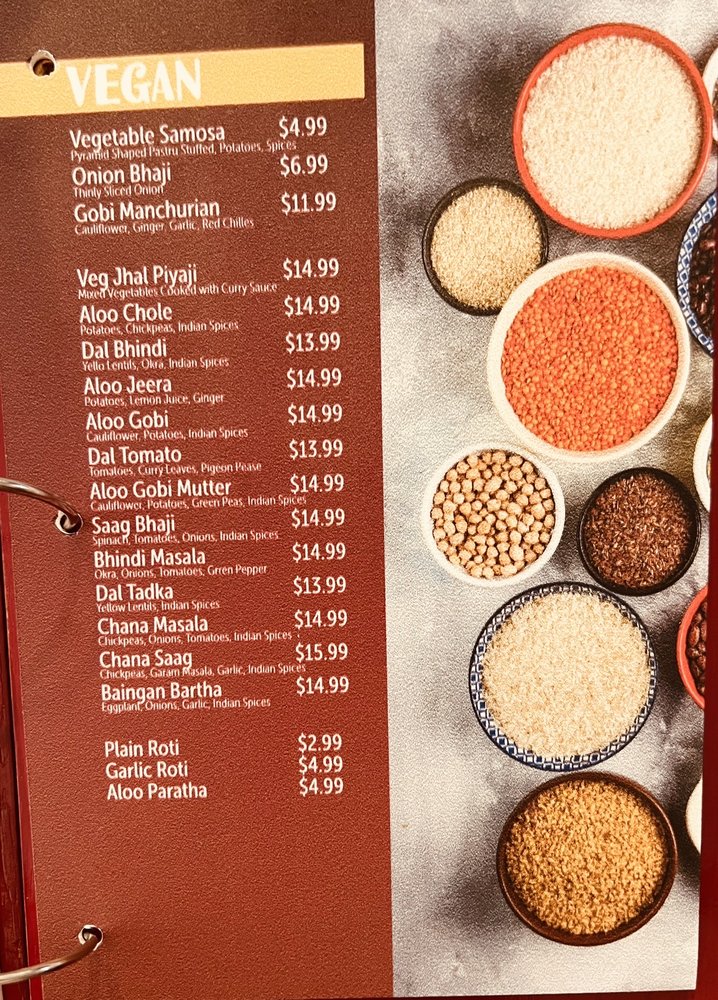 VEGAN
Vegetable Samosa $4.99
Pyramid Shaped Pastru Stuffed, Potatoes, Spices
Onion Bhaji $6.99
Thinly Sliced Onion
Gobi Manchurian $11.99
Cauliflower, Ginger, Garlic, Red Chilles
Veg Jhal Piyaji $14.99
Mixed Vegetables Cooked with Curry Sauce
Aloo Chole $14.99
Potatoes, Chickpeas, Indian Spices
Dal Bhindi $13.99
Yello Lentils, Okra, Indian Spices
Aloo Jeera $14.99
Potatoes, Lemon Juice, Ginger
Aloo Gobi $14.99
Cauliflower, Potatoes, Indian Spices
Dal Tomato $13.99
Tomatoes, Curry Leaves, Pigeon Pease
Aloo Gobi Mutter $14.99
Cauliflower, Potatoes, Green Peas, Indian Spices
Saag Bhaji $14.99
Spinach, Tomatoes, Onions, Indian Spices
Bhindi Masala $14.99
Okra, Onions, Tomatoes, Grren Pepper
Dal Tadka $13.99
Yellow Lentils, Indian Spices
Chana Masala $14.99
Chickpeas, Onions, Tomatoes, Indian Spices
Chana Saag $15.99
Chickpeas, Garam Masala, Garlic, Indian Spices
Baingan Bartha $14.99
Eggplant, Onions, Garlic, Indian Spices
Plain Roti $2.99
Garlic Roti $4.99
Aloo Paratha $4.99